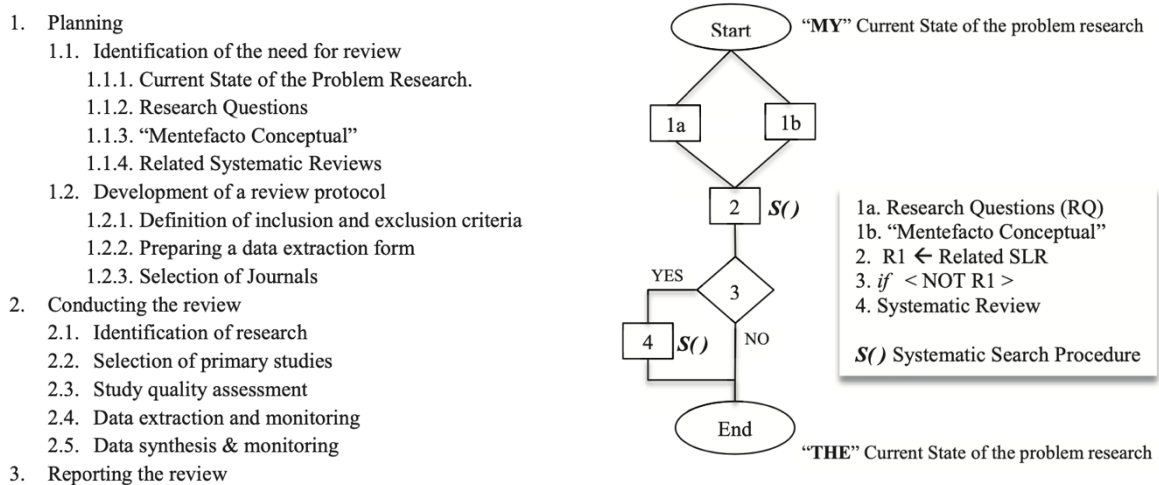 1. Planning
1.1. Identification of the need for review
1.1.1. Current State of the Problem Research.
1.1.2. Research Questions
1.1.3. “Mentefacto Conceptual”
1.1.4. Related Systematic Reviews
1.2. Development of a review protocol
1.2.1. Definition of inclusion and exclusion criteria
1.2.2. Preparing a data extraction form
1.2.3. Selection of Journals
2. Conducting the review
2.1. Identification of research
2.2. Selection of primary studies
2.3. Study quality assessment
2.4. Data extraction and monitoring
2.5. Data synthesis & monitoring
3. Reporting the review
Start
“MY” Current State of the problem research
1a
1b
2
S()
3
YES
NO
4
S()
End
“THE” Current State of the problem research
1a. Research Questions (RQ)
1b. “Mentefacto Conceptual”
2. R1 ← Related SLR
3. if < NOT R1 >
4. Systematic Review
S() Systematic Search Procedure